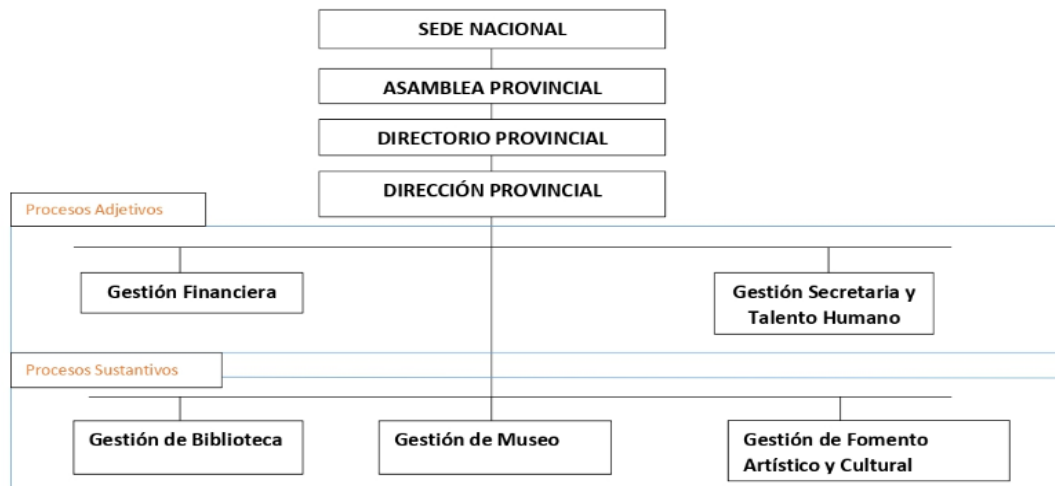 SEDE NACIONAL
ASAMBLEA PROVINCIAL
DIRECTORIO PROVINCIAL
DIRECCIÓN PROVINCIAL
Procesos Adjetivos
Gestión Financiera
Gestión Secretaria y
Talento Humano
Procesos Sustantivos
Gestión de Biblioteca
Gestión de Museo
Gestión de Fomento
Artístico y Cultural